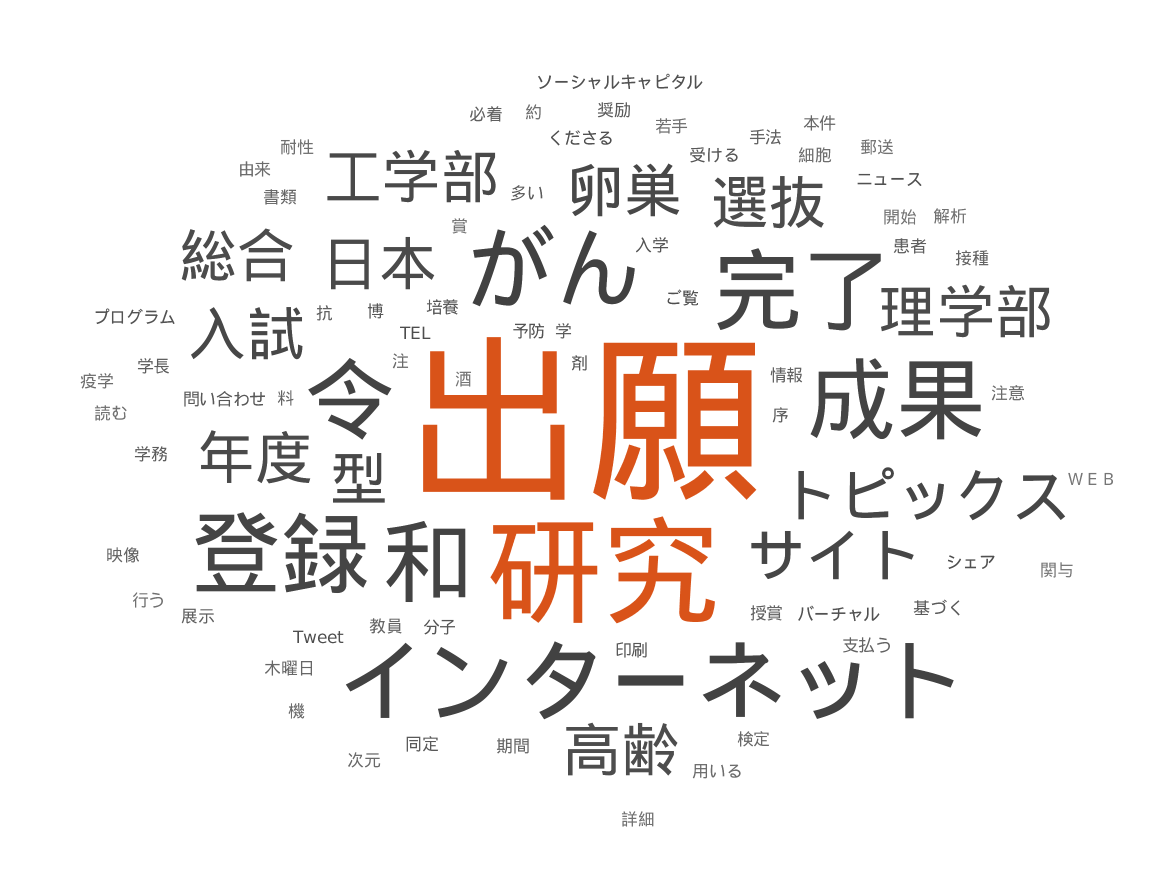 ソーシャルキャピタル
必着 約 奨励
くださる 若手 手法 本件
耐性 工学部 受ける 細胞 郵送
由来 書類 多い 卵巣 選抜 ニュース
賞 開始 解析
総合 日本 がん 入学 完了 患者 接種
プログラム 入試 抗 博 培養 ご覧 理学部
TEL 予防 学
学長 注 酒 出願 剤 情報 成果
疫学 問い合わせ 料 令 序 注意
読む
学務 年度 型 トピックス WEB
登録 和 研究 サイト
映像 シェア 関与
行う 展示 授賞 バーチャル 基づく
Tweet 教員 分子 印刷 支払う
木曜日 インターネット
機
次元 同定 期間 高齢 検定 用いる
詳細